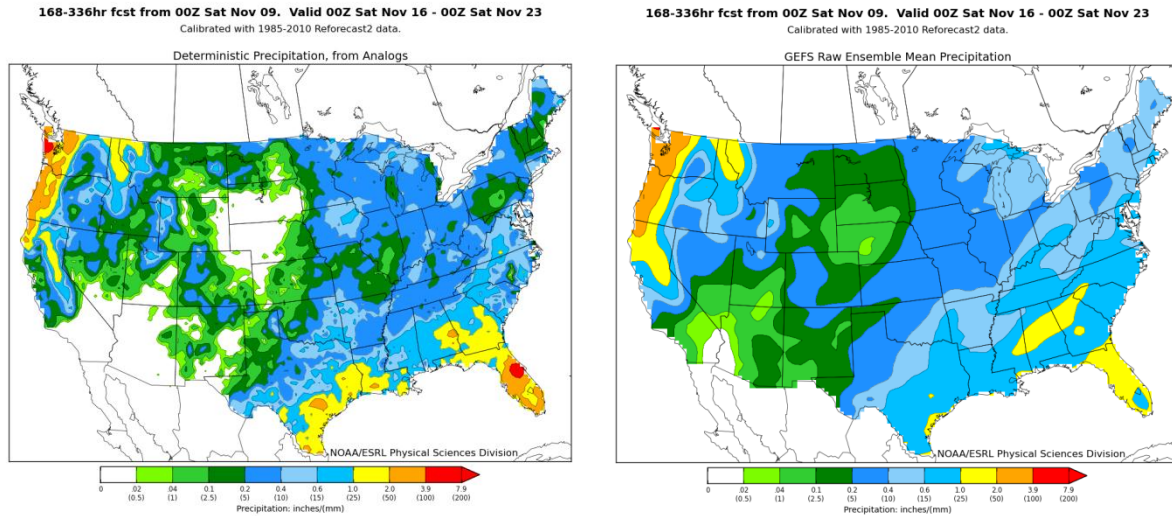 168-336hr fcst from 00Z Sat Nov 09.  Valid 00Z Sat Nov 16 - 00Z Sat Nov 23
Calibrated with 1985-2010 Reforecast2 data.
Deterministic Precipitation, from Analogs
NOAA/ESRL Physical Sciences Division
0 .02 .04 0.1 0.2 0.4 0.6 1.0 2.0 3.9 7.9
(0.5) (1) (2.5) (5) (10) (15) (25) (50) (100) (200)
Precipitation: inches/(mm)
168-336hr fcst from 00Z Sat Nov 09.  Valid 00Z Sat Nov 16 - 00Z Sat Nov 23
Calibrated with 1985-2010 Reforecast2 data.
GEFS Raw Ensemble Mean Precipitation
NOAA/ESRL Physical Sciences Division
0 .02 .04 0.1 0.2 0.4 0.6 1.0 2.0 3.9 7.9
(0.5) (1) (2.5) (5) (10) (15) (25) (50) (100) (200)
Precipitation: inches/(mm)